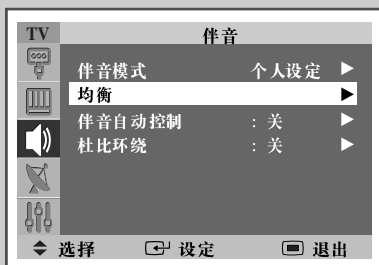 TV 伴音
伴音模式 个人设定 ▶
均衡 ▶
伴音自动控制 : 关 ▶
杜比环绕 : 关 ▶
选择 设定 退出